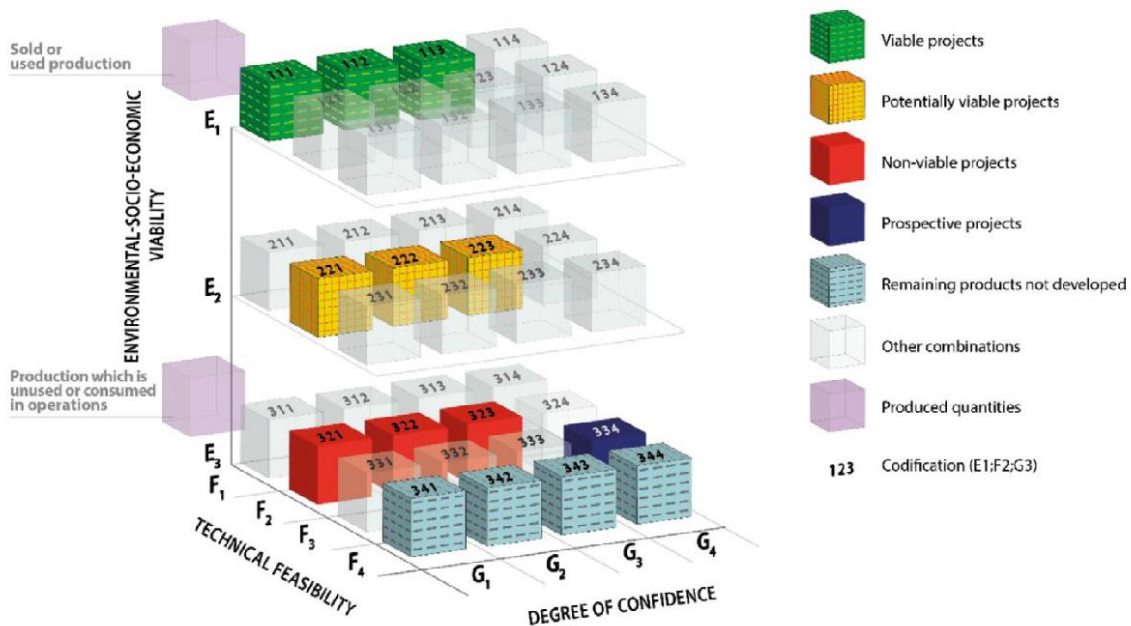 Sold or
used production
ENVIRONMENTAL-SOCIO-ECONOMIC
VIABILITY
E1
111
112
113
114
123
124
131
132
133
134
E2
211
212
213
214
221
222
223
224
231
232
233
234
Production which is
unused or consumed
in operations
E3
311
312
313
314
321
322
323
324
331
332
333
334
341
342
343
344
F1
F2
F3
F4
TECHNICAL FEASIBILITY
G1
G2
G3
G4
DEGREE OF CONFIDENCE
Viable projects
Potentially viable projects
Non-viable projects
Prospective projects
Remaining products not developed
Other combinations
Produced quantities
123 Codification (E1;F2;G3)